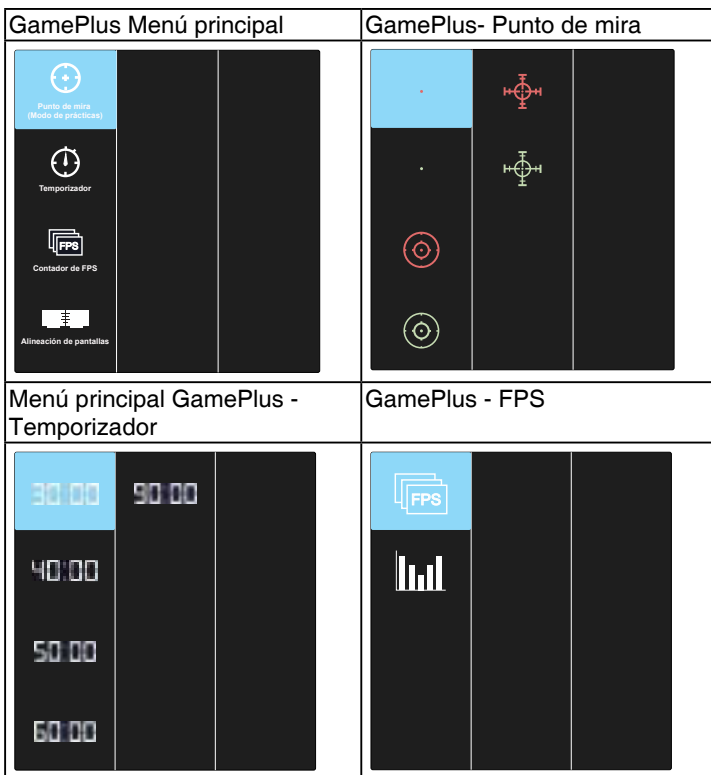 GamePlus Menú principal
GamePlus- Punto de mira
Punto de mira
(Modo de prácticas)
Temporizador
FPS
Contador de FPS
Alineación de pantallas
Menú principal GamePlus -
Temporizador
GamePlus - FPS
30:00
90:00
40:00
50:00
60:00
FPS